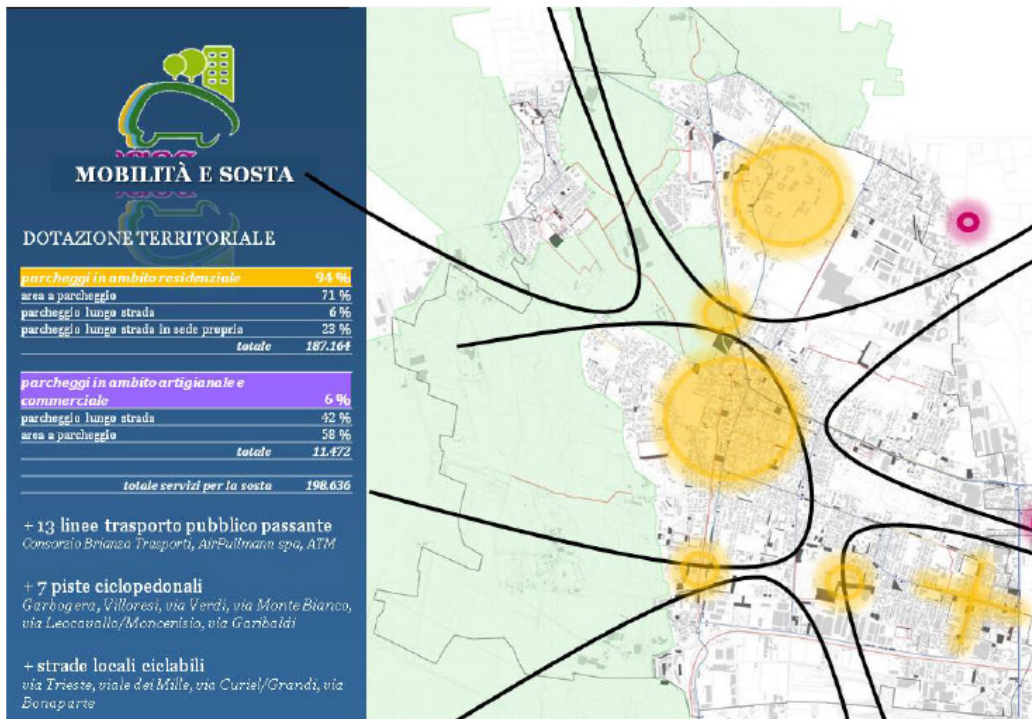 MOBILITÀ E SOSTA
DOTAZIONE TERRITORIALE
parcheggi in ambito residenziale 94 %
area a parcheggio 71 %
parcheggio lungo strada 6 %
parcheggio lungo strada in sede propria 23 %
totale 187.164
parcheggi in ambito artigianale e
commerciale 6 %
parcheggio lungo strada 42 %
area a parcheggio 58 %
totale 11.472
totale servizi per la sosta 198.636
+ 13 linee trasporto pubblico passante
Consorzio Brianza Trasporti, AirPullmann spa, ATM
+ 7 piste ciclopedonali
Garbogera, Villoresi, via Verdi, via Monte Bianco,
via Leocavallo/Moncenisio, via Garibaldi
+ strade locali ciclabili
via Trieste, viale dei Mille, via Curiel/Grandi, via
Bonaparte